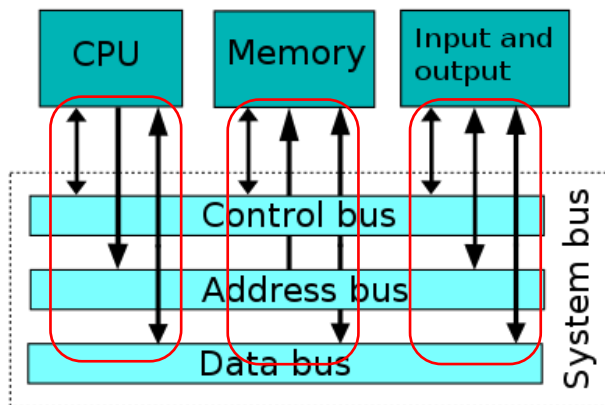 CPU
Memory
Input and
output
Control bus
Address bus
Data bus
System bus